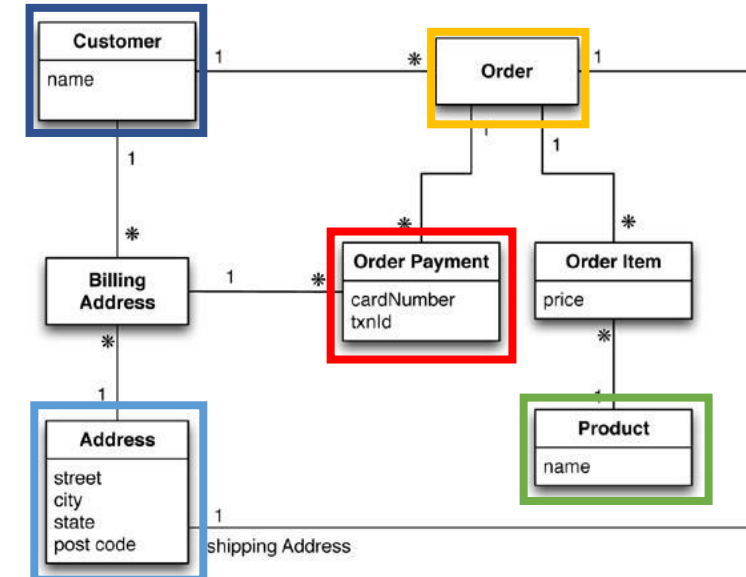 Customer
name
1
*
Order
1
1
1
1
*
*
*
Billing
Address
1
*
Order Payment
cardNumber
txnId
Order Item
price
*
1
*
1
Address
street
city
state
post code
Product
name
1
shipping Address